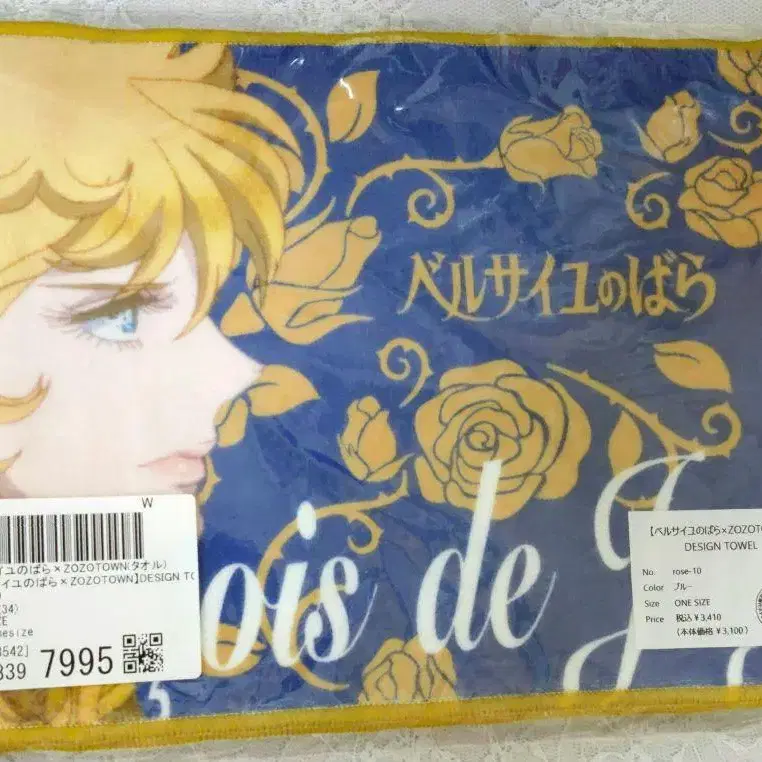 ベルサイユのばら
ois de J
W
イユのばら×ZOZOTOWN(タオル)
イユのばら×ZOZOTOWN】DESIGN TO
34)
ZE
esize
8542」
839 7995
【ベルサイユのばら×ZOZOTO
DESIGN TOWEL
No. rose-10
Color ブルー
Size ONE SIZE
Price 税込¥3,410
(本体価格 ¥3,100)